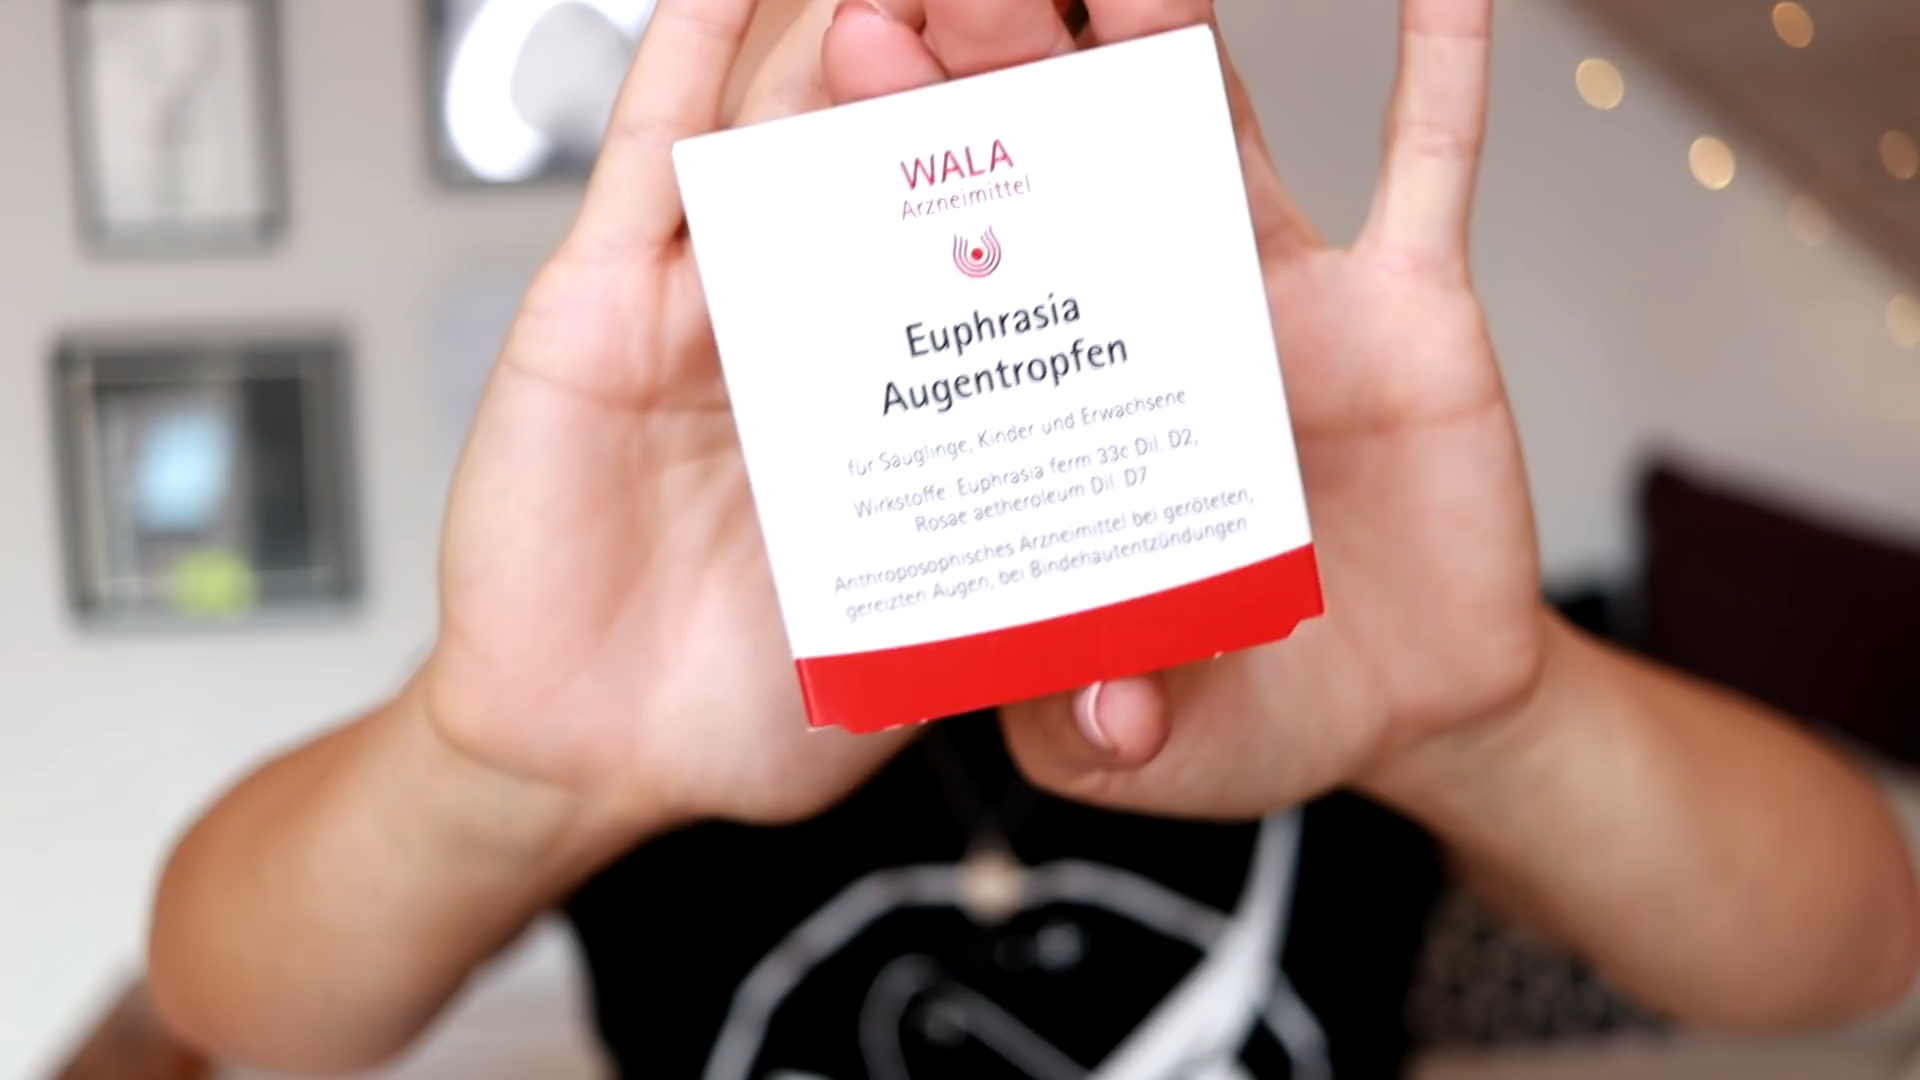 WALA
Arzneimittel
Euphrasia
Augentropfen
für Säuglinge, Kinder und Erwachsene
Wirkstoffe: Euphrasia ferm 33c Dil. D2,
Rosae aetheroleum Dil. D7
Anthroposophisches Arzneimittel bei geröteten,
gereizten Augen, bei Bindehautentzündungen